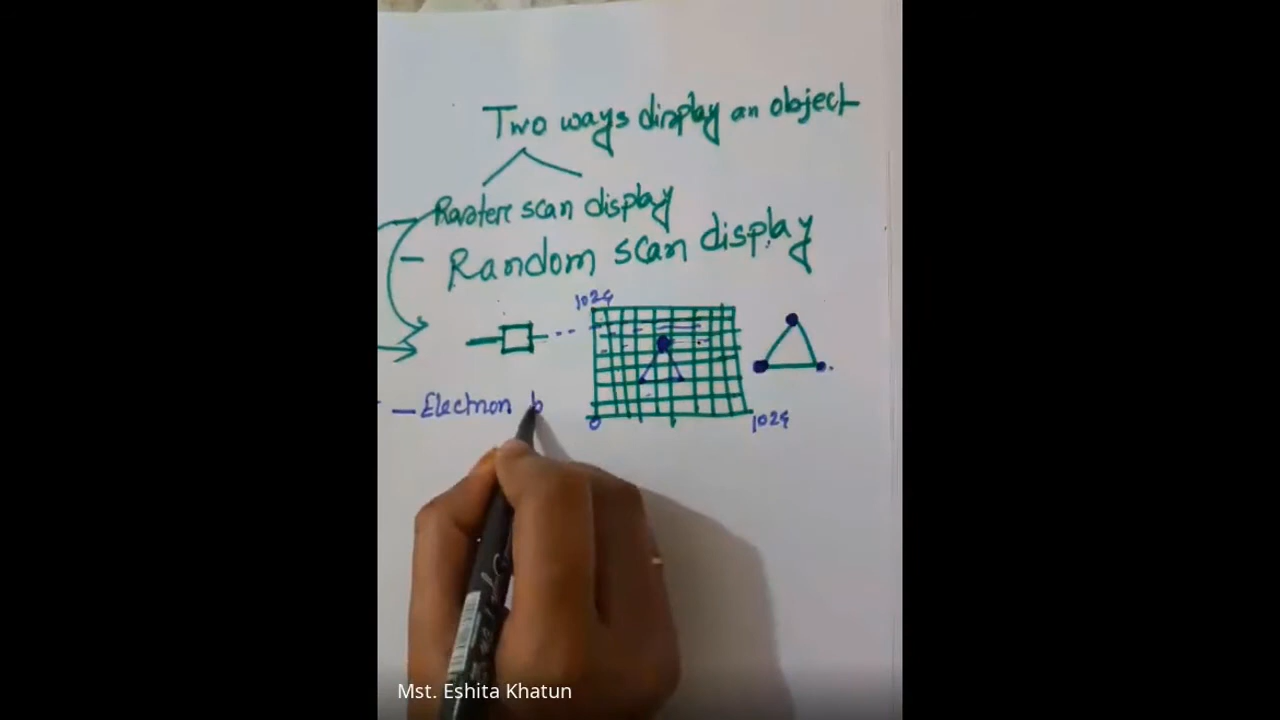 Two ways display an object
Raster scan display
- Random scan display
1024
0
1024
- Electron b
Mst. Eshita Khatun